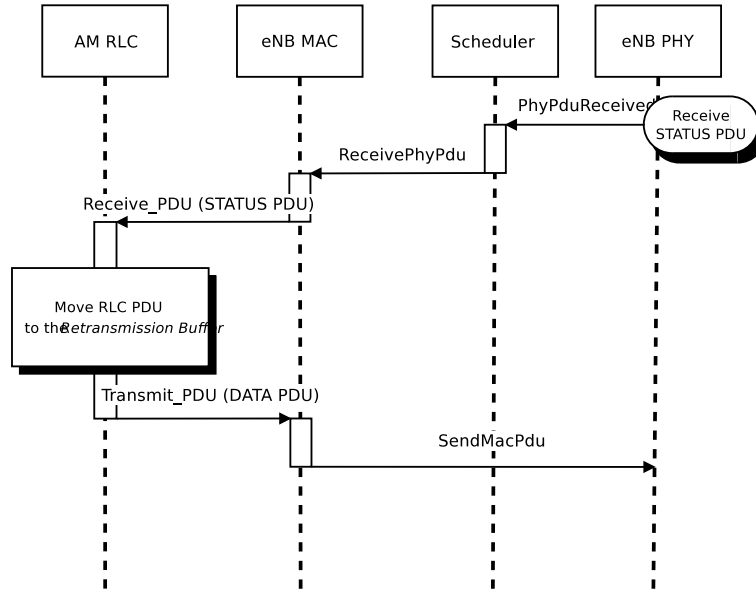 AM RLC
eNB MAC
Scheduler
eNB PHY
PhyPduReceived
Receive
STATUS PDU
ReceivePhyPdu
Receive_PDU (STATUS PDU)
Move RLC PDU
to the Retransmission Buffer
Transmit_PDU (DATA PDU)
SendMacPdu